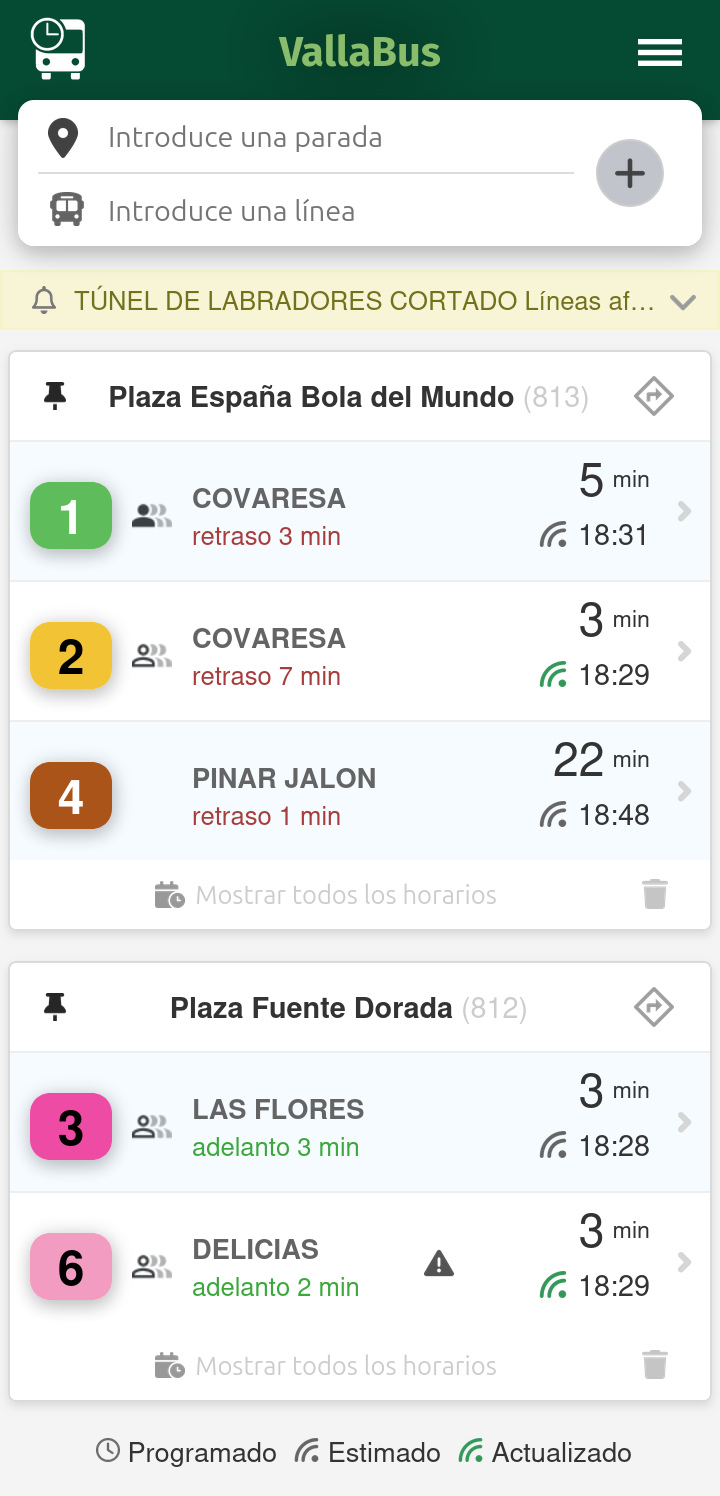 VallaBus
Introduce una parada
Introduce una línea
TÚNEL DE LABRADORES CORTADO Líneas af...
Plaza España Bola del Mundo (813)
1 COVARESA 5 min
retraso 3 min 18:31
2 COVARESA 3 min
retraso 7 min 18:29
4 PINAR JALON 22 min
retraso 1 min 18:48
Mostrar todos los horarios
Plaza Fuente Dorada (812)
3 LAS FLORES 3 min
adelanto 3 min 18:28
6 DELICIAS 3 min
adelanto 2 min 18:29
Mostrar todos los horarios
Programado Estimado Actualizado